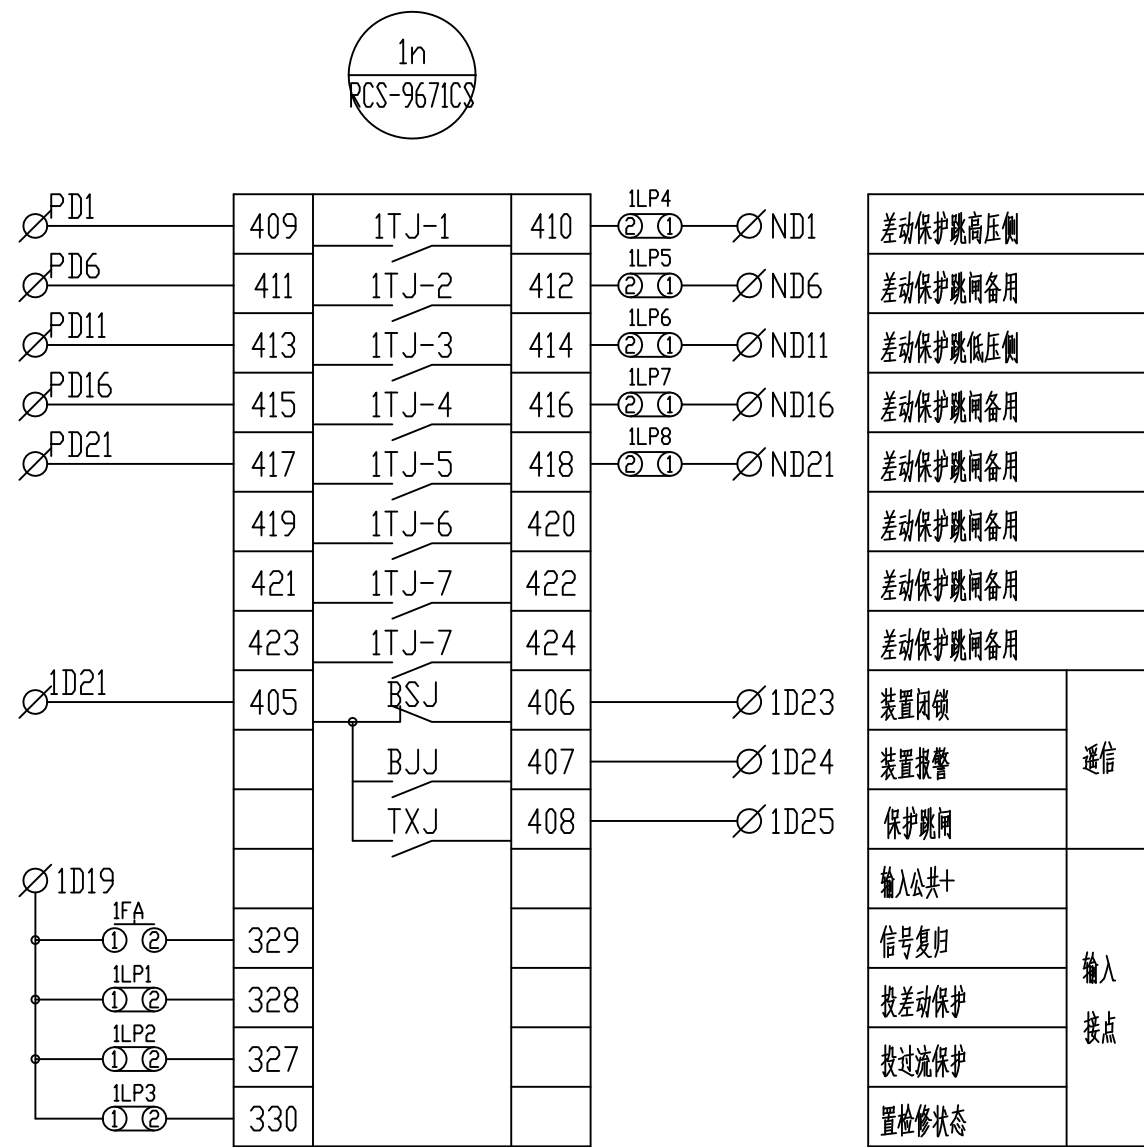 1n
RCS-9671CS
PD1 409 1TJ-1 410 1LP4 2 1 ND1 差动保护跳高压侧
PD6 411 1TJ-2 412 1LP5 2 1 ND6 差动保护跳闸备用
PD11 413 1TJ-3 414 1LP6 2 1 ND11 差动保护跳低压侧
PD16 415 1TJ-4 416 1LP7 2 1 ND16 差动保护跳闸备用
PD21 417 1TJ-5 418 1LP8 2 1 ND21 差动保护跳闸备用
419 1TJ-6 420 差动保护跳闸备用
421 1TJ-7 422 差动保护跳闸备用
423 1TJ-7 424 差动保护跳闸备用
1D21 405 BSJ 406 1D23 装置闭锁
BJJ 407 1D24 装置报警 遥信
TXJ 408 1D25 保护跳闸
1D19 输入公共+
1FA 1 2 329 信号复归
1LP1 1 2 328 投差动保护 输入
1LP2 1 2 327 投过流保护 接点
1LP3 1 2 330 置检修状态